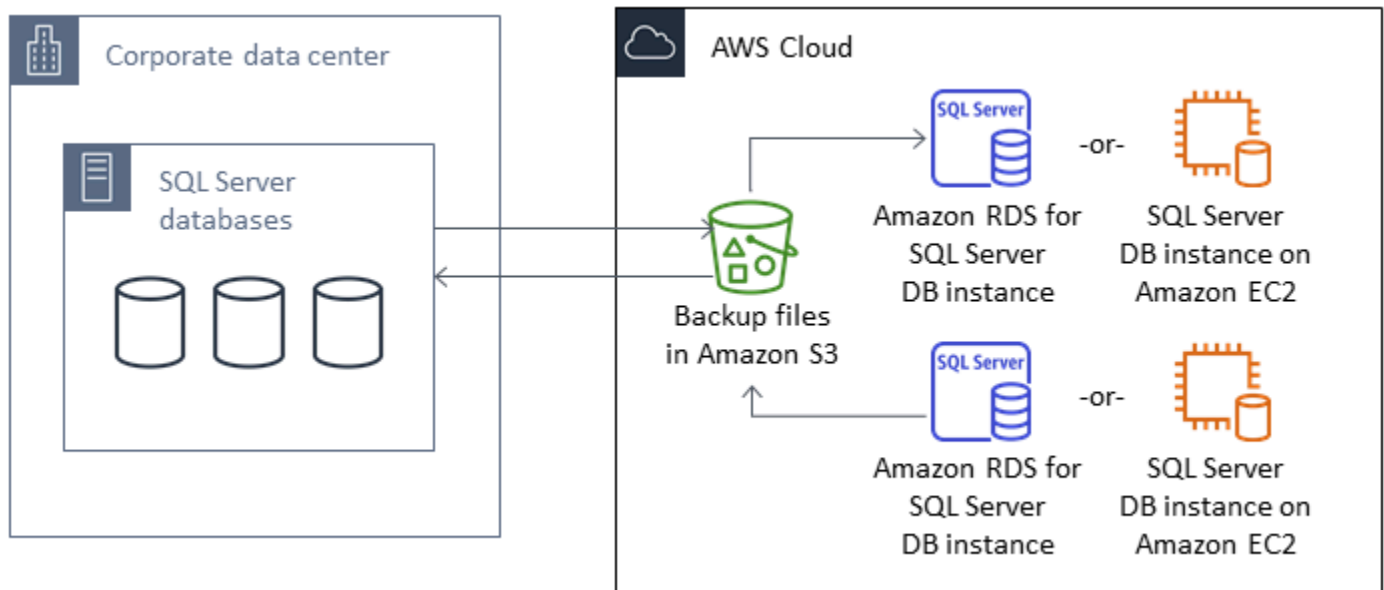 Corporate data center
SQL Server
databases
AWS Cloud
SQL Server
-or-
Amazon RDS for
SQL Server
DB instance
SQL Server
DB instance on
Amazon EC2
Backup files
in Amazon S3
SQL Server
-or-
Amazon RDS for
SQL Server
DB instance
SQL Server
DB instance on
Amazon EC2